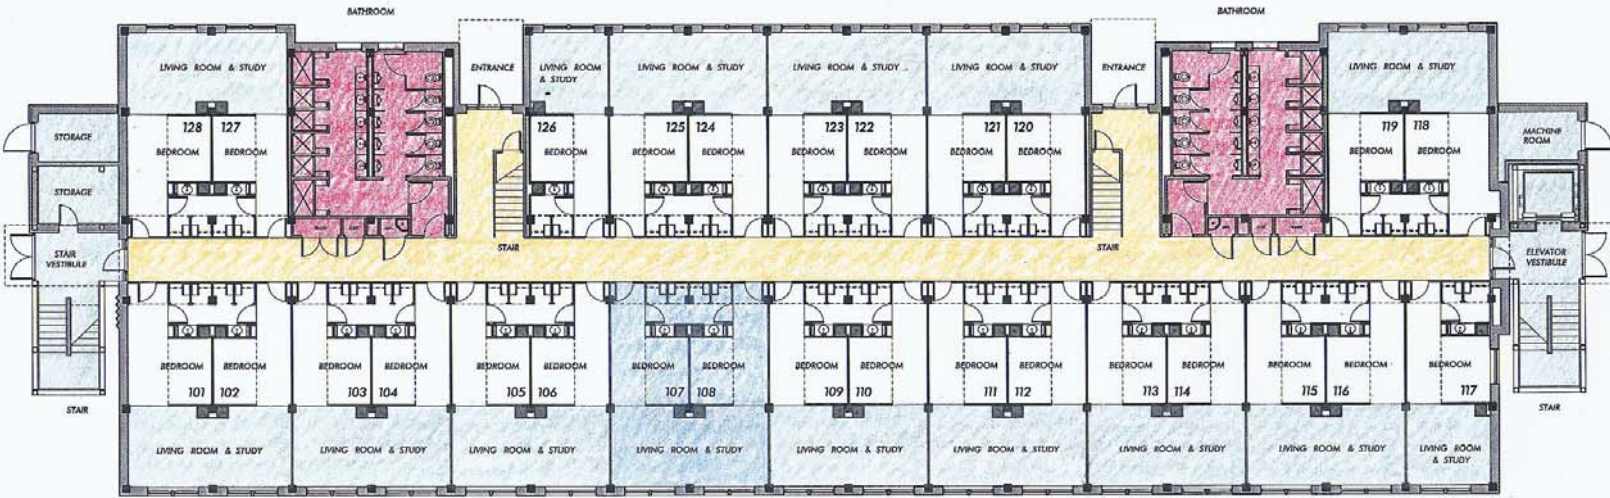 BATHROOM
BATHROOM
LIVING ROOM & STUDY
ENTRANCE
LIVING ROOM
& STUDY
LIVING ROOM & STUDY
LIVING ROOM & STUDY
LIVING ROOM & STUDY
ENTRANCE
LIVING ROOM & STUDY
STORAGE
128 127
126
125 124
123 122
121 120
119 118
MACHINE
ROOM
BEDROOM BEDROOM
BEDROOM
BEDROOM BEDROOM
BEDROOM BEDROOM
BEDROOM BEDROOM
BEDROOM BEDROOM
STORAGE
STAIR
VESTIBULE
STAIR
STAIR
ELEVATOR
VESTIBULE
BEDROOM BEDROOM
BEDROOM BEDROOM
BEDROOM BEDROOM
BEDROOM BEDROOM
BEDROOM BEDROOM
BEDROOM BEDROOM
BEDROOM BEDROOM
BEDROOM BEDROOM
BEDROOM
101 102
103 104
105 106
107 108
109 110
111 112
113 114
115 116
117
STAIR
STAIR
LIVING ROOM & STUDY
LIVING ROOM & STUDY
LIVING ROOM & STUDY
LIVING ROOM & STUDY
LIVING ROOM & STUDY
LIVING ROOM & STUDY
LIVING ROOM & STUDY
LIVING ROOM & STUDY
LIVING ROOM
& STUDY